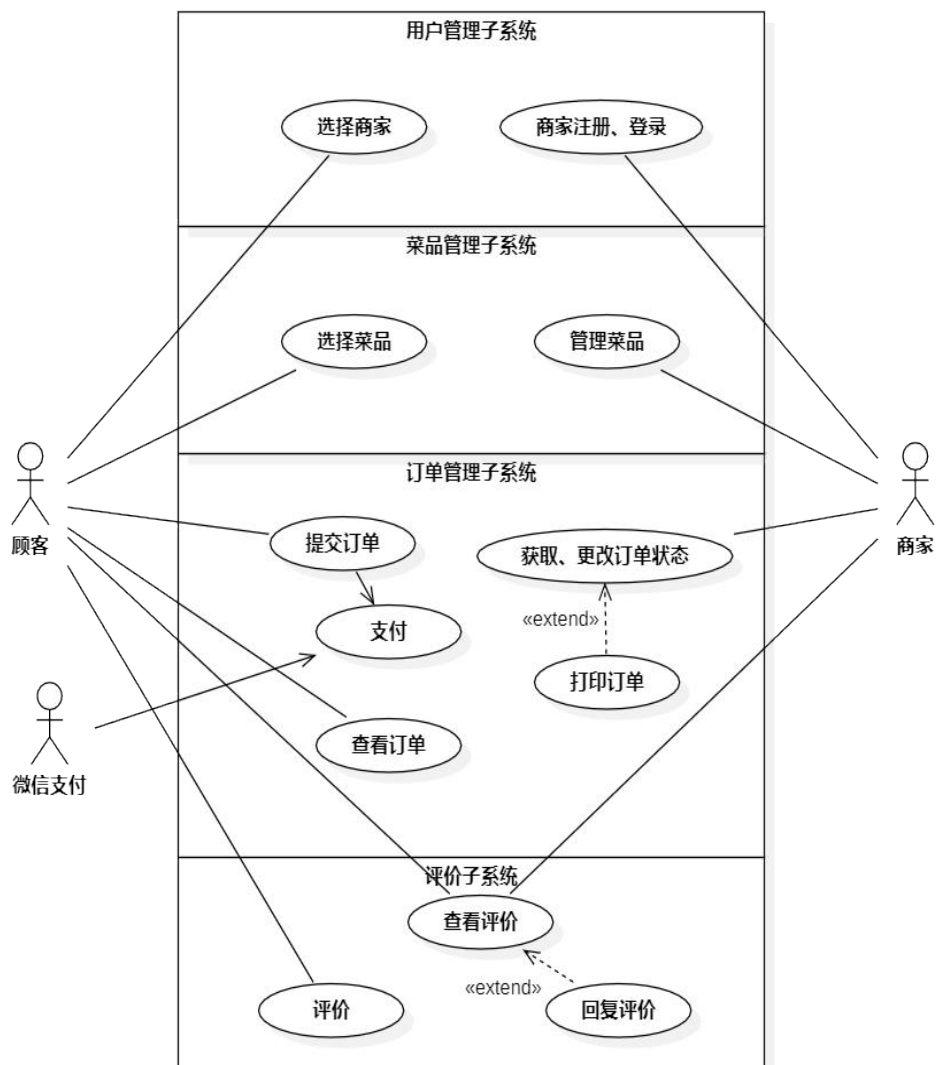 用户管理子系统
选择商家
商家注册、登录
菜品管理子系统
选择菜品
管理菜品
订单管理子系统
顾客
商家
提交订单
获取、更改订单状态
«extend»
支付
打印订单
查看订单
微信支付
评价子系统
查看评价
«extend»
评价
回复评价